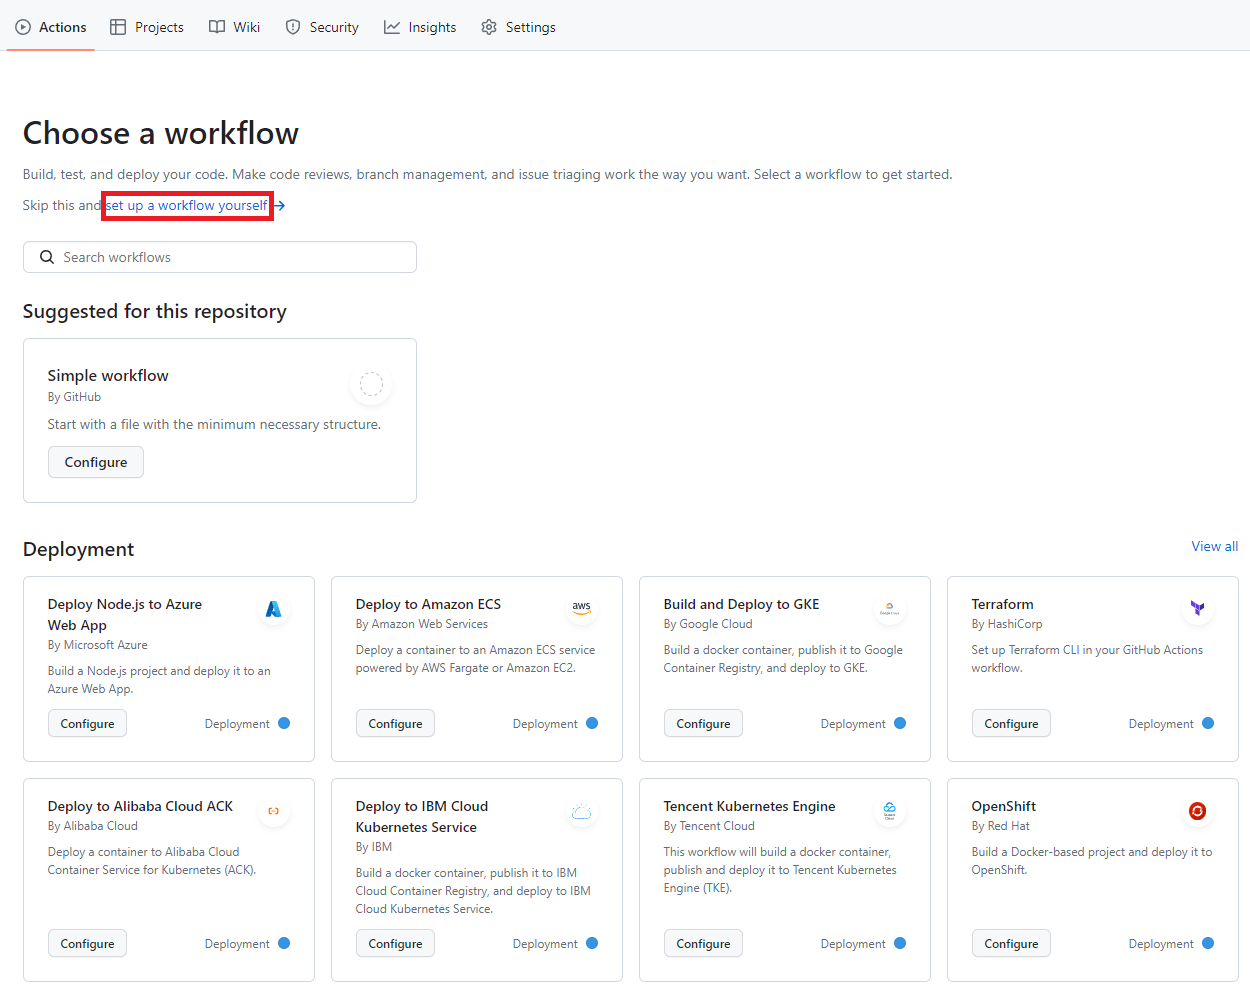 Actions Projects Wiki Security Insights Settings
Choose a workflow
Build, test, and deploy your code. Make code reviews, branch management, and issue triaging work the way you want. Select a workflow to get started.
Skip this and set up a workflow yourself →
Search workflows
Suggested for this repository
Simple workflow
By GitHub
Start with a file with the minimum necessary structure.
Configure
Deployment
View all
Deploy Node.js to Azure
Web App
By Microsoft Azure
Build a Node.js project and deploy it to an
Azure Web App.
Configure
Deployment
Deploy to Amazon ECS
aws
By Amazon Web Services
Deploy a container to an Amazon ECS service
powered by AWS Fargate or Amazon EC2.
Configure
Deployment
Build and Deploy to GKE
By Google Cloud
Build a docker container, publish it to Google
Container Registry, and deploy to GKE.
Configure
Deployment
Terraform
By HashiCorp
Set up Terraform CLI in your GitHub Actions
workflow.
Configure
Deployment
Deploy to Alibaba Cloud ACK
By Alibaba Cloud
Deploy a container to Alibaba Cloud
Container Service for Kubernetes (ACK).
Configure
Deployment
Deploy to IBM Cloud
Kubernetes Service
By IBM
Build a docker container, publish it to IBM
Cloud Container Registry, and deploy to IBM
Cloud Kubernetes Service.
Configure
Deployment
Tencent Kubernetes Engine
By Tencent Cloud
This workflow will build a docker container,
publish and deploy it to Tencent Kubernetes
Engine (TKE).
Configure
Deployment
OpenShift
By Red Hat
Build a Docker-based project and deploy it to
OpenShift.
Configure
Deployment